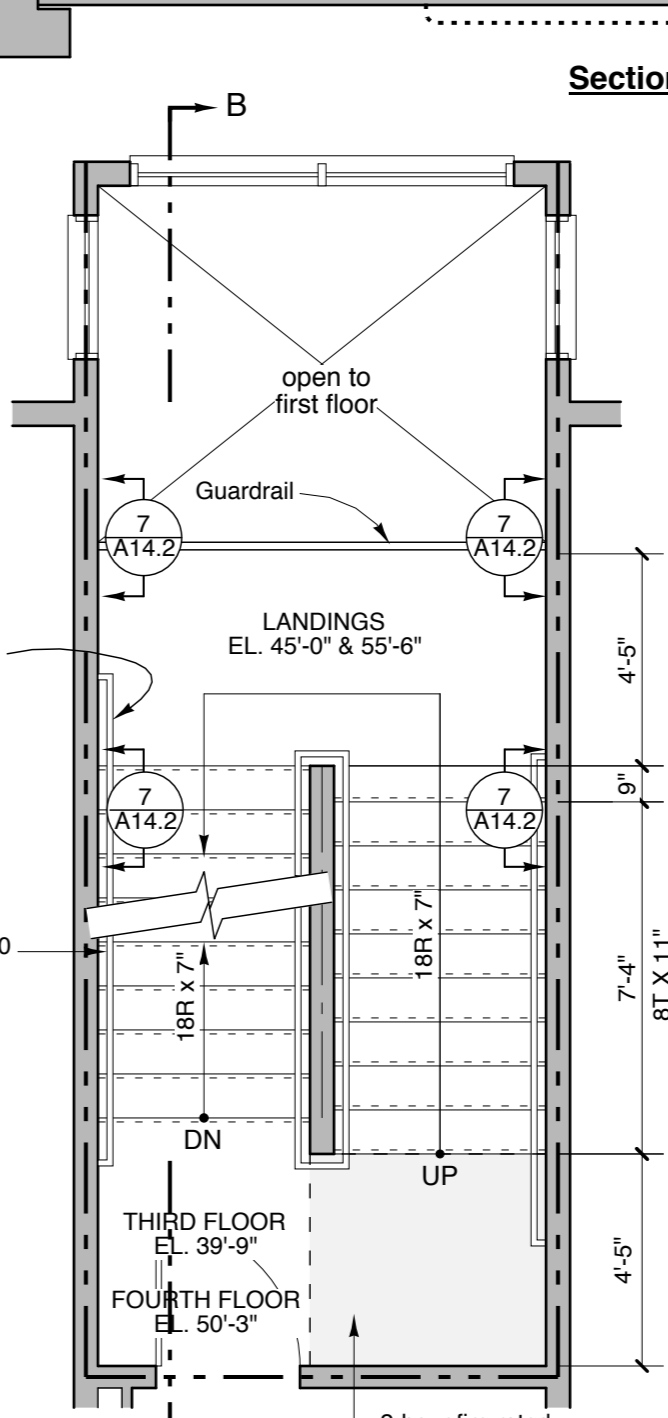 Section
B
open to
first floor
Guardrail
7
A14.2
7
A14.2
LANDINGS
EL. 45'-0" & 55'-6"
4'-5"
9"
7
A14.2
7
A14.2
18R x 7"
18R x 7"
7'-4"
8T X 11"
0
DN
UP
THIRD FLOOR
EL. 39'-9"
FOURTH FLOOR
EL. 50'-3"
4'-5"